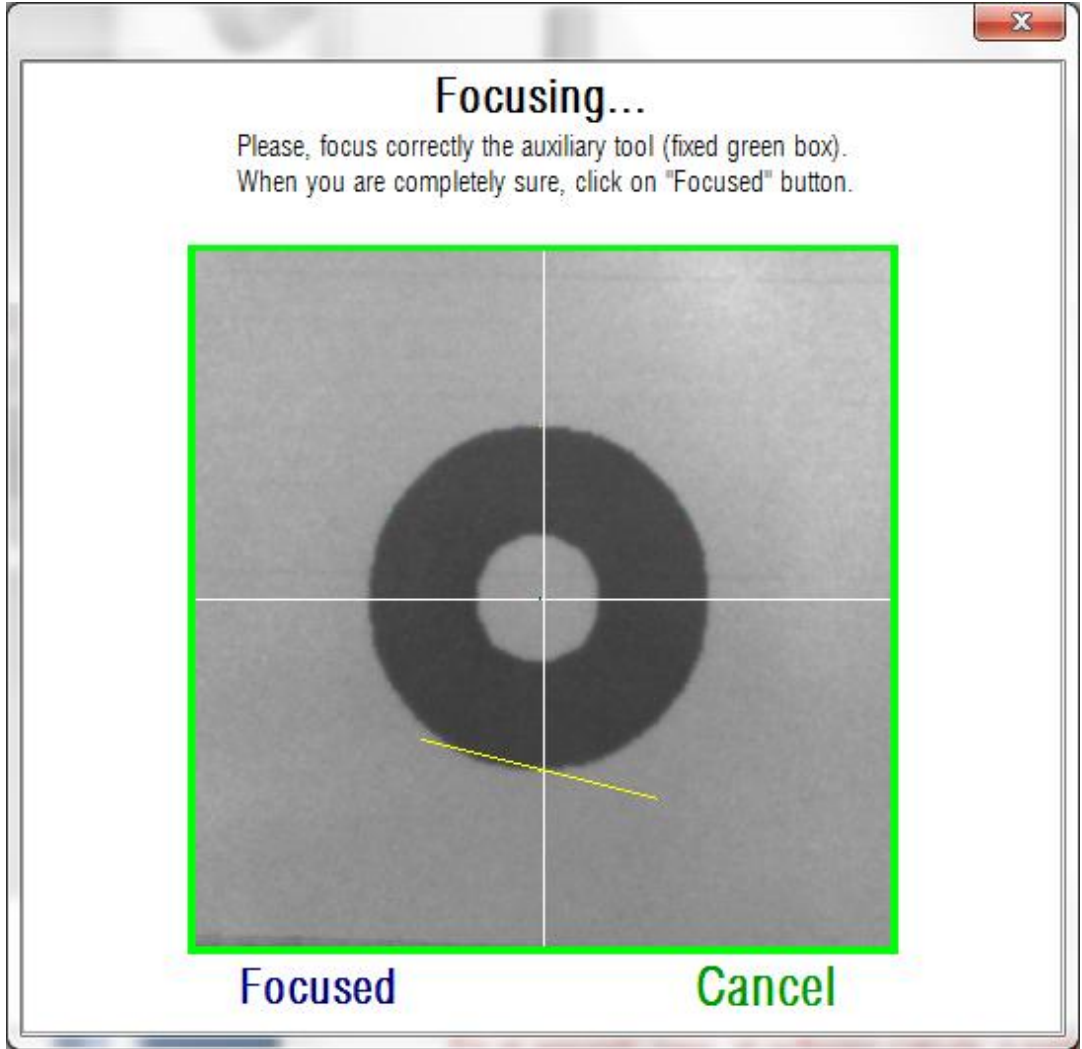 Focusing...
Please, focus correctly the auxiliary tool (fixed green box).
When you are completely sure, click on "Focused" button.
Focused
Cancel